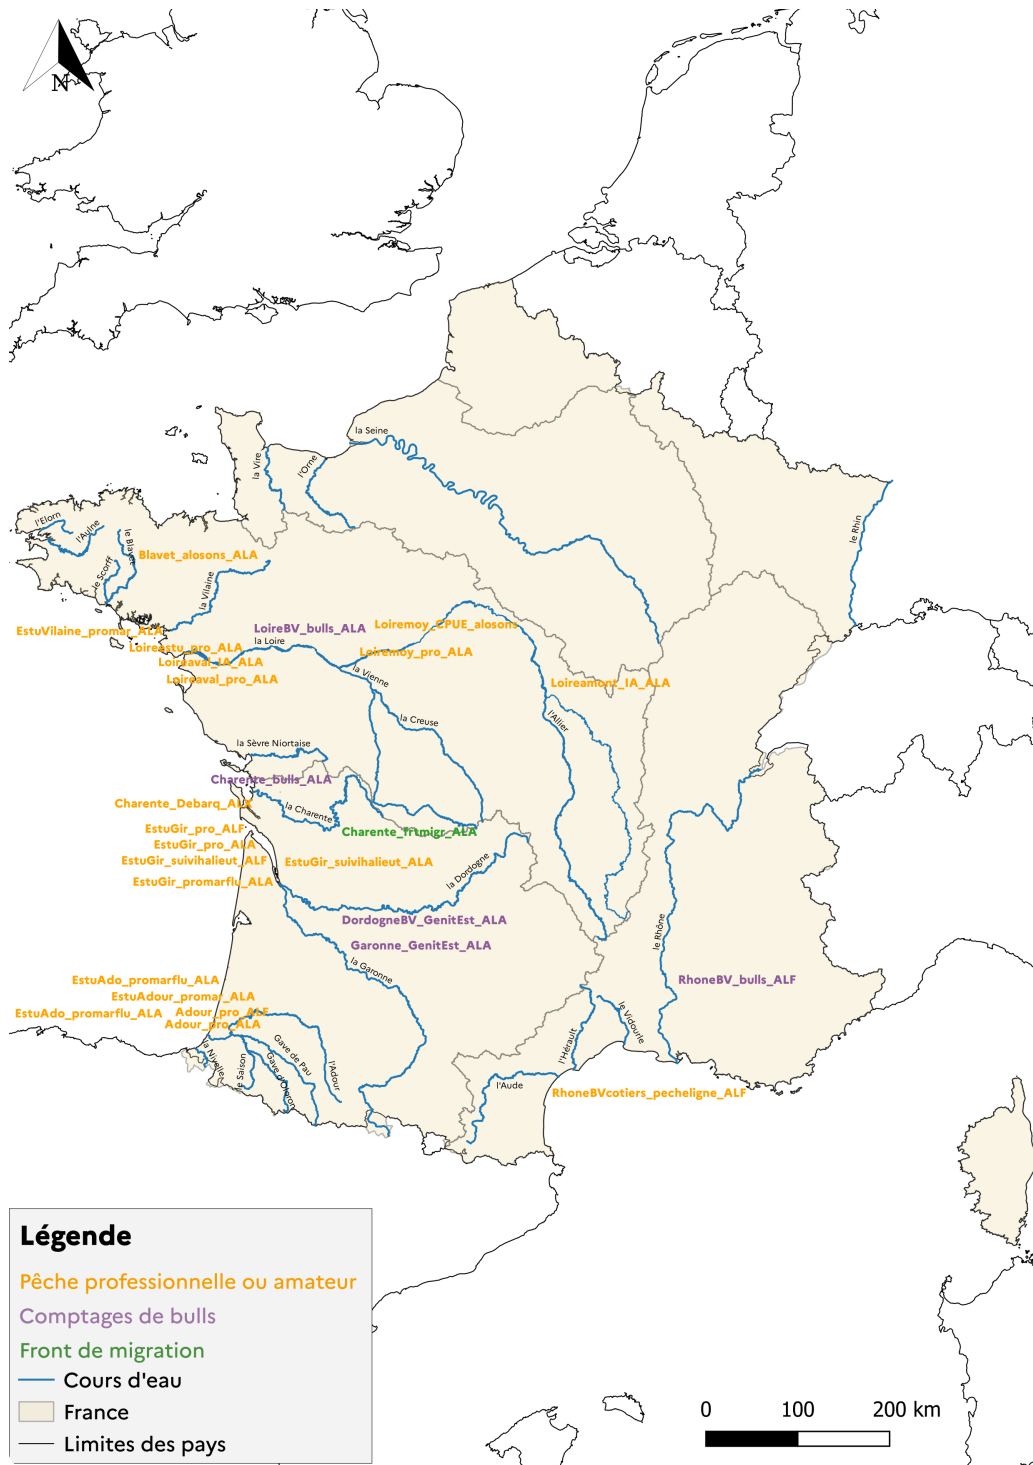 N
la Seine
la Vire
l'Orne
le Rhin
l'Elorn
l'Aulne
le Blavet
le Scorff
Blavet_alosons_ALA
la Vilaine
EstuVilaine_promar_ALA
LoireBV_bulls_ALA
Loiremoy_CPUE_alosons
la Loire
Loireestu_pro_ALA
Loiremoy_pro_ALA
Loireaval_IA_ALA
Loireaval_pro_ALA
la Vienne
Loireamont_IA_ALA
l'Allier
la Creuse
la Sèvre Niortaise
Charente_bulls_ALA
Charente_Debarq_ALA
la Charente
Charente_frtmigr_ALA
EstuGir_pro_ALF
EstuGir_pro_ALA
EstuGir_suivihalieut_ALF
EstuGir_suivihalieut_ALA
EstuGir_promarflu_ALA
la Dordogne
DordogneBV_GenitEst_ALA
Garonne_GenitEst_ALA
la Garonne
le Rhône
RhoneBV_bulls_ALF
EstuAdo_promarflu_ALA
EstuAdour_promar_ALA
EstuAdo_promarflu_ALA
Adour_pro_ALF
Adour_pro_ALA
la Nivelle
le Saison
Gave d'Oloron
Gave de Pau
l'Adour
l'Hérault
le Vidourle
l'Aude
RhoneBVcotiers_pecheligne_ALF
Légende
Pêche professionnelle ou amateur
Comptages de bulls
Front de migration
Cours d'eau
France
Limites des pays
0 100 200 km